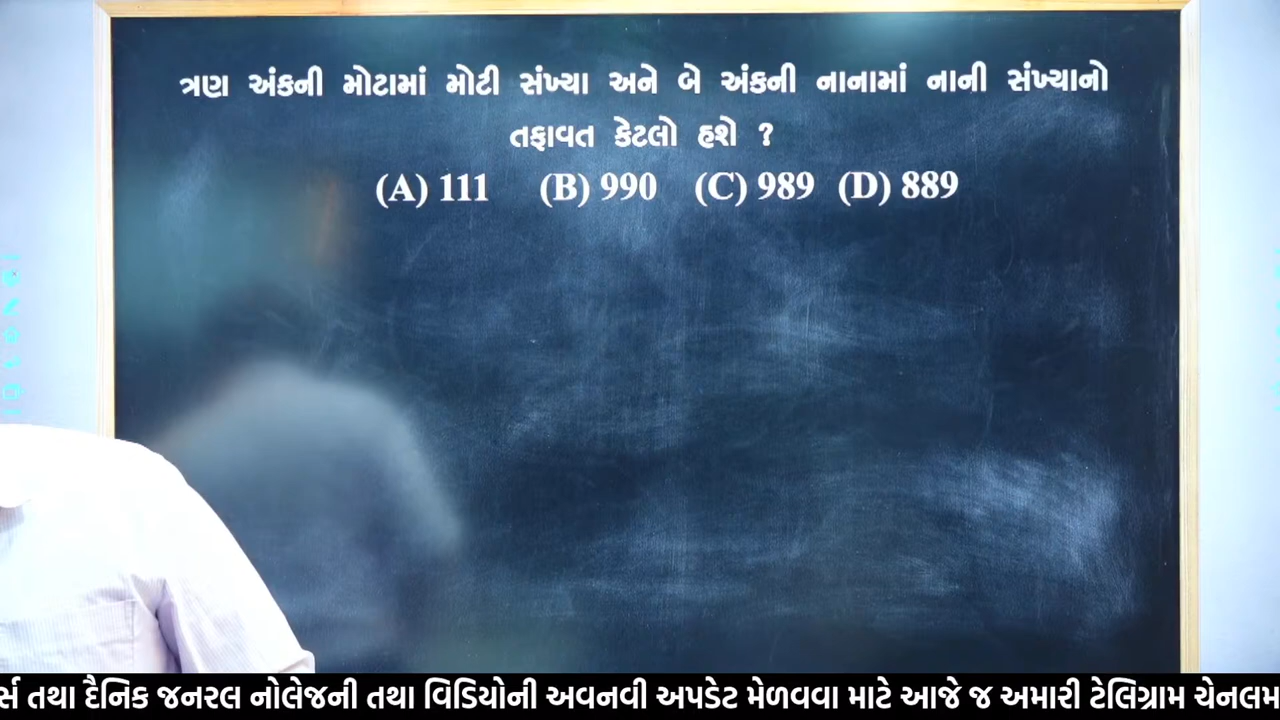 ત્રણ અંકની મોટામાં મોટી સંખ્યા અને બે અંકની નાનામાં નાની સંખ્યાનો
તફાવત કેટલો હશે ?
(A) 111 (B) 990 (C) 989 (D) 889
ર્સ તથા દૈનિક જનરલ નોલેજની તથા વિડિયોની અવનવી અપડેટ મેળવવા માટે આજે જ અમારી ટેલિગ્રામ ચેનલમ